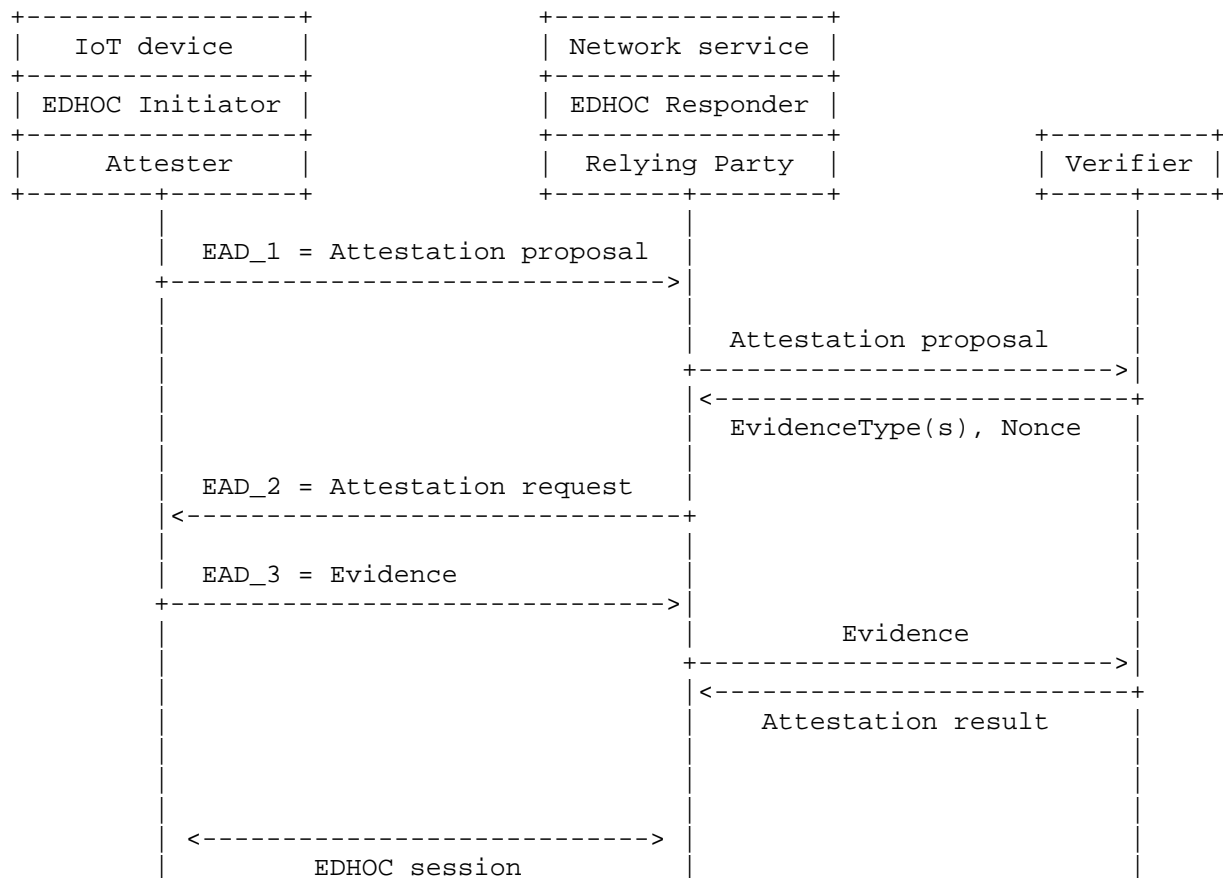 IoT device Network service
EDHOC Initiator EDHOC Responder
Attester Relying Party Verifier
EAD_1 = Attestation proposal
Attestation proposal
EvidenceType(s), Nonce
EAD_2 = Attestation request
EAD_3 = Evidence
Evidence
Attestation result
EDHOC session